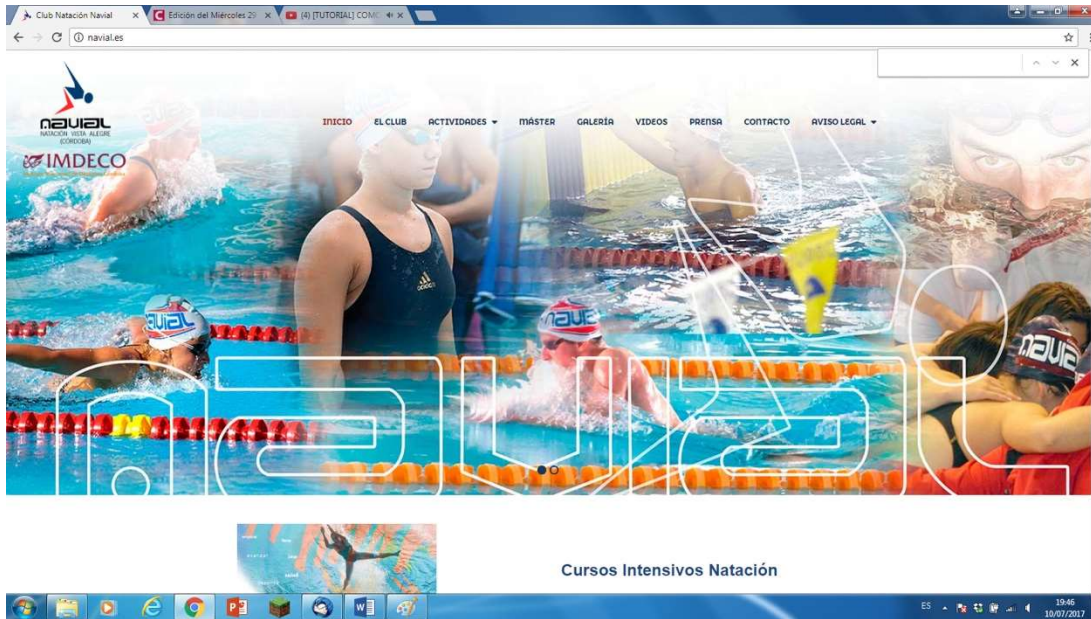 Club Natación Navial
Edición del Miércoles 29
(4) [TUTORIAL] COMO
navial.es
navial
NATACIÓN VISTA ALEGRE
(CÓRDOBA)
IMDECO
INICIO EL CLUB ACTIVIDADES MÁSTER GALERÍA VIDEOS PRENSA CONTACTO AVISO LEGAL
adidas
navial
navial
navial
navial
Cursos Intensivos Natación
ES
19:46
10/07/2017